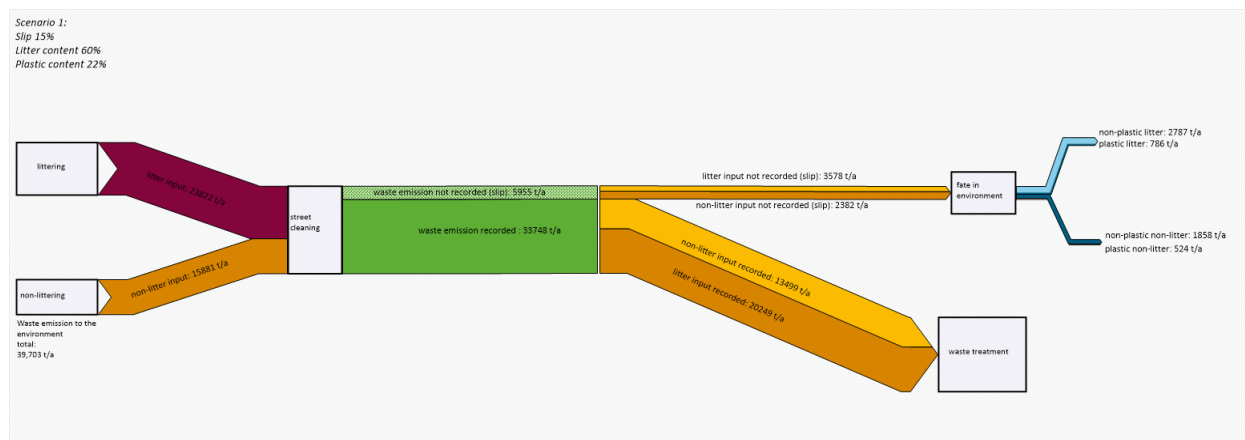 Scenario 1:
Slip 15%
Litter content 60%
Plastic content 22%
littering
litter input: 23822 t/a
non-littering
non-litter input: 15881 t/a
Waste emission to the
environment
total:
39,703 t/a
street
cleaning
waste emission not recorded (slip): 5955 t/a
waste emission recorded : 33748 t/a
litter input not recorded (slip): 3578 t/a
non-litter input not recorded (slip): 2382 t/a
non-litter input recorded: 13499 t/a
litter input recorded: 20249 t/a
fate in
environment
non-plastic litter: 2787 t/a
plastic litter: 786 t/a
non-plastic non-litter: 1858 t/a
plastic non-litter: 524 t/a
waste treatment